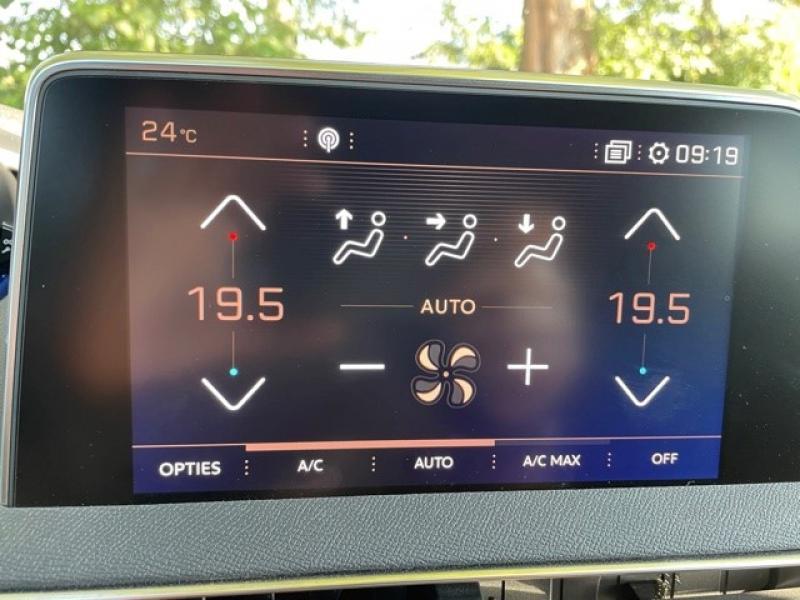 24°C 09:19
19.5 19.5
AUTO
OPTIES A/C AUTO A/C MAX OFF